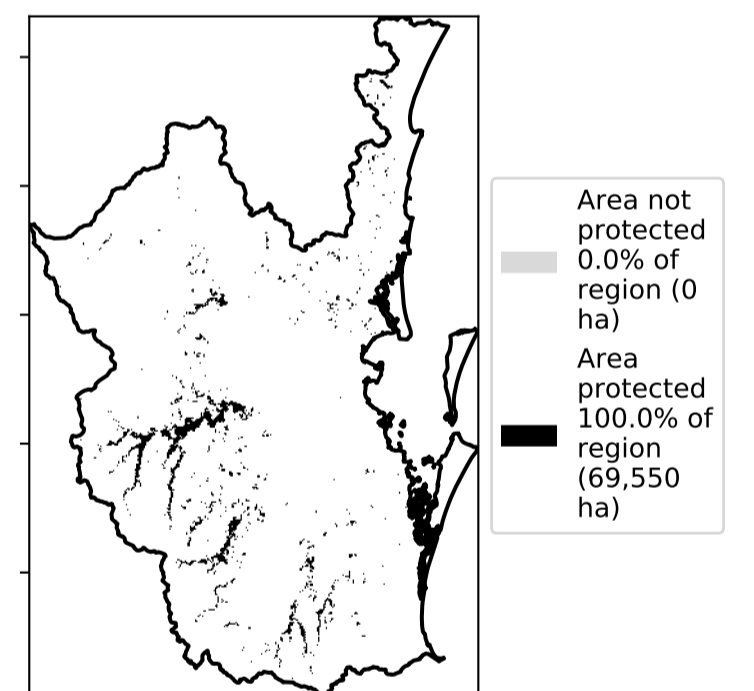 Area not
protected
0.0% of
region (0
ha)
Area
protected
100.0% of
region
(69,550
ha)